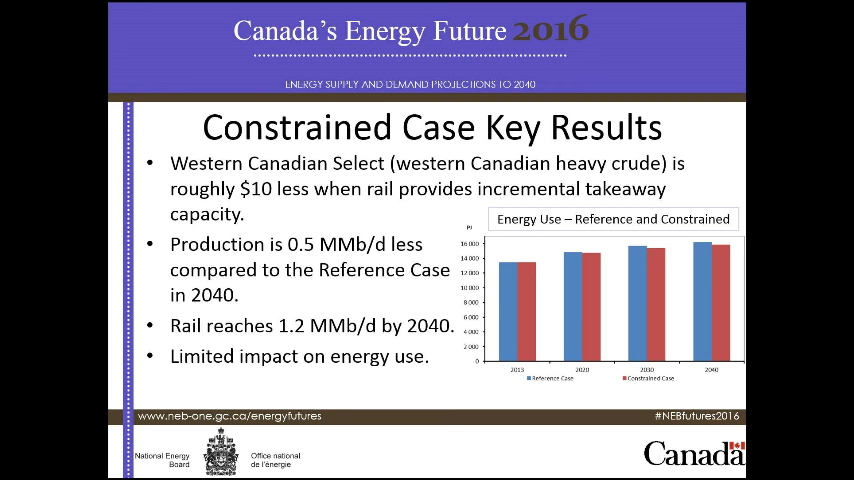 Canada's Energy Future 2016
ENERGY SUPPLY AND DEMAND PROJECTIONS TO 2040
Constrained Case Key Results
• Western Canadian Select (western Canadian heavy crude) is
roughly $10 less when rail provides incremental takeaway
capacity.
• Production is 0.5 MMb/d less
compared to the Reference Case
in 2040.
• Rail reaches 1.2 MMb/d by 2040.
• Limited impact on energy use.
Energy Use – Reference and Constrained
PJ
16 000
14 000
12 000
10 000
8 000
6 000
4 000
2 000
0
2013 2020 2030 2040
Reference Case Constrained Case
www.neb-one.gc.ca/energyfutures
#NEBfutures2016
National Energy
Board
Office national
de l'énergie
Canada